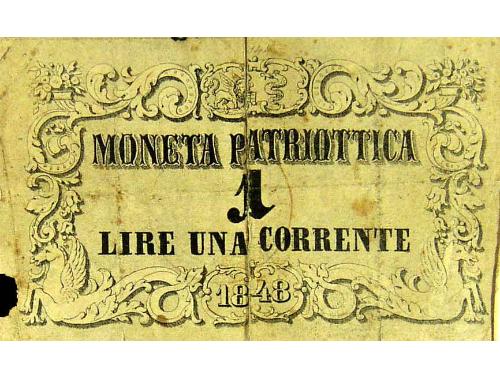 MONETA PATRIOTTICA
1
LIRE UNA CORRENTE
1848